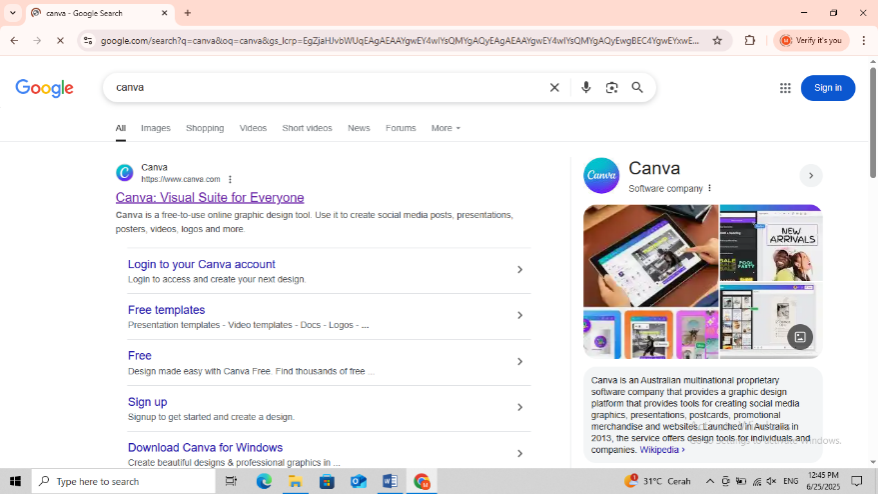 canva - Google Search
google.com/search?q=canva&oq=canva&gs_lcrp=EgZjaHJvbWUqEAgAEAAYgwEY4wIYsQMYgAQyEAgAEAAYgwEY4wIYsQMYgAQyEwgBEC4YgwEYxwE...
Verify it's you
Google
canva
Sign in
All
Images
Shopping
Videos
Short videos
News
Forums
More
Canva
https://www.canva.com
Canva: Visual Suite for Everyone
Canva is a free-to-use online graphic design tool. Use it to create social media posts, presentations,
posters, videos, logos and more.
Login to your Canva account
Login to access and create your next design.
Free templates
Presentation templates - Video templates - Docs - Logos - ...
Free
Design made easy with Canva Free. Find thousands of free ...
Sign up
Signup to get started and create a design.
Download Canva for Windows
Create beautiful designs & professional graphics in ...
Canva
Canva
Software company
NEW
ARRIVALS
POOL
PARTY
Canva is an Australian multinational proprietary
software company that provides a graphic design
platform that provides tools for creating social media
graphics, presentations, postcards, promotional
merchandise and websites. Launched in Australia in
2013, the service offers design tools for individuals and
companies. Wikipedia
Type here to search
31°C Cerah
ENG
12:45 PM
6/25/2025